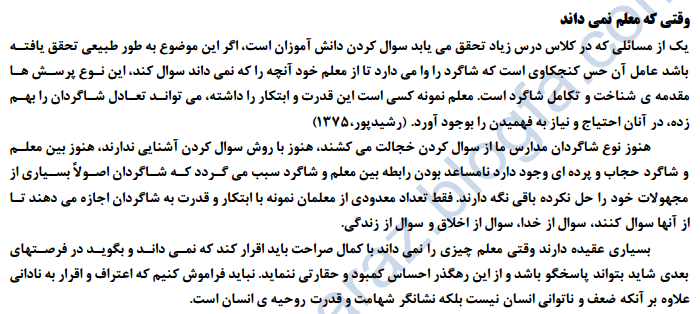 وقتی که معلم نمی داند
یک از مسائلی که در کلاس درس زیاد تحقق می یابد سوال کردن دانش آموزان است، اگر این موضوع به طور طبیعی تحقق یافته
باشد عامل آن حس کنجکاوی است که شاگرد را وا می دارد تا از معلم خود آنچه را که نمی داند سوال کند، این نوع پرسش ها
مقدمه ی شناخت و تکامل شاگرد است. معلم نمونه کسی است این قدرت و ابتکار را داشته، می تواند تعادل شاگردان را بهم
زده، در آنان احتیاج و نیاز به فهمیدن را بوجود آورد. (رشیدپور،۱۳۷۵)
هنوز نوع شاگردان مدارس ما از سوال کردن خجالت می کشند، هنوز با روش سوال کردن آشنایی ندارند، هنوز بین معلم
و شاگرد حجاب و پرده ای وجود دارد نامساعد بودن رابطه بین معلم و شاگرد سبب می گردد که شاگردان اصولاً بسیاری از
مجهولات خود را حل نکرده باقی نگه دارند. فقط تعداد معدودی از معلمان نمونه با ابتکار و قدرت به شاگردان اجازه می دهند تا
از آنها سوال کنند، سوال از خدا، سوال از اخلاق و سوال از زندگی.
بسیاری عقیده دارند وقتی معلم چیزی را نمی داند با کمال صراحت باید اقرار کند که نمی داند و بگوید در فرصتهای
بعدی شاید بتواند پاسخگو باشد و از این رهگذر احساس کمبود و حقارتی ننماید. نباید فراموش کنیم که اعتراف و اقرار به نادانی
علاوه بر آنکه ضعف و ناتوانی انسان نیست بلکه نشانگر شهامت و قدرت روحیه ی انسان است.